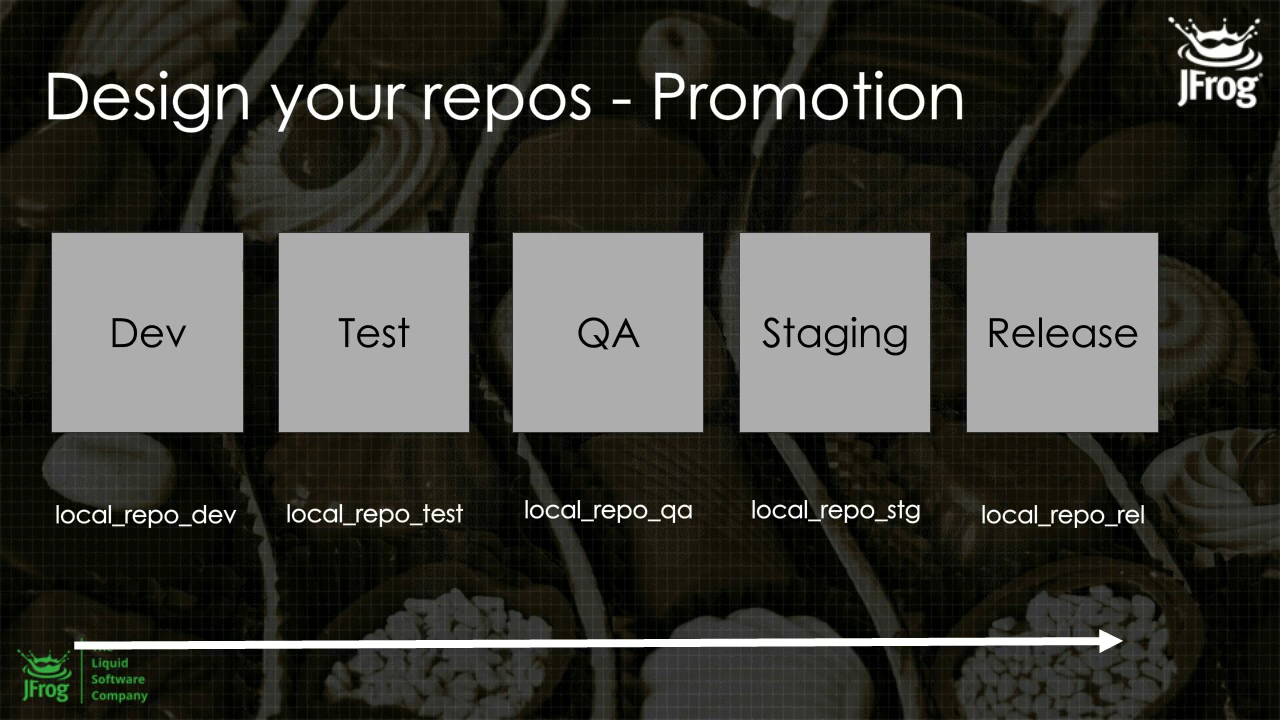 Design your repos - Promotion
JFrog
Dev
Test
QA
Staging
Release
local_repo_dev
local_repo_test
local_repo_qa
local_repo_stg
local_repo_rel
JFrog
Liquid
Software
Company